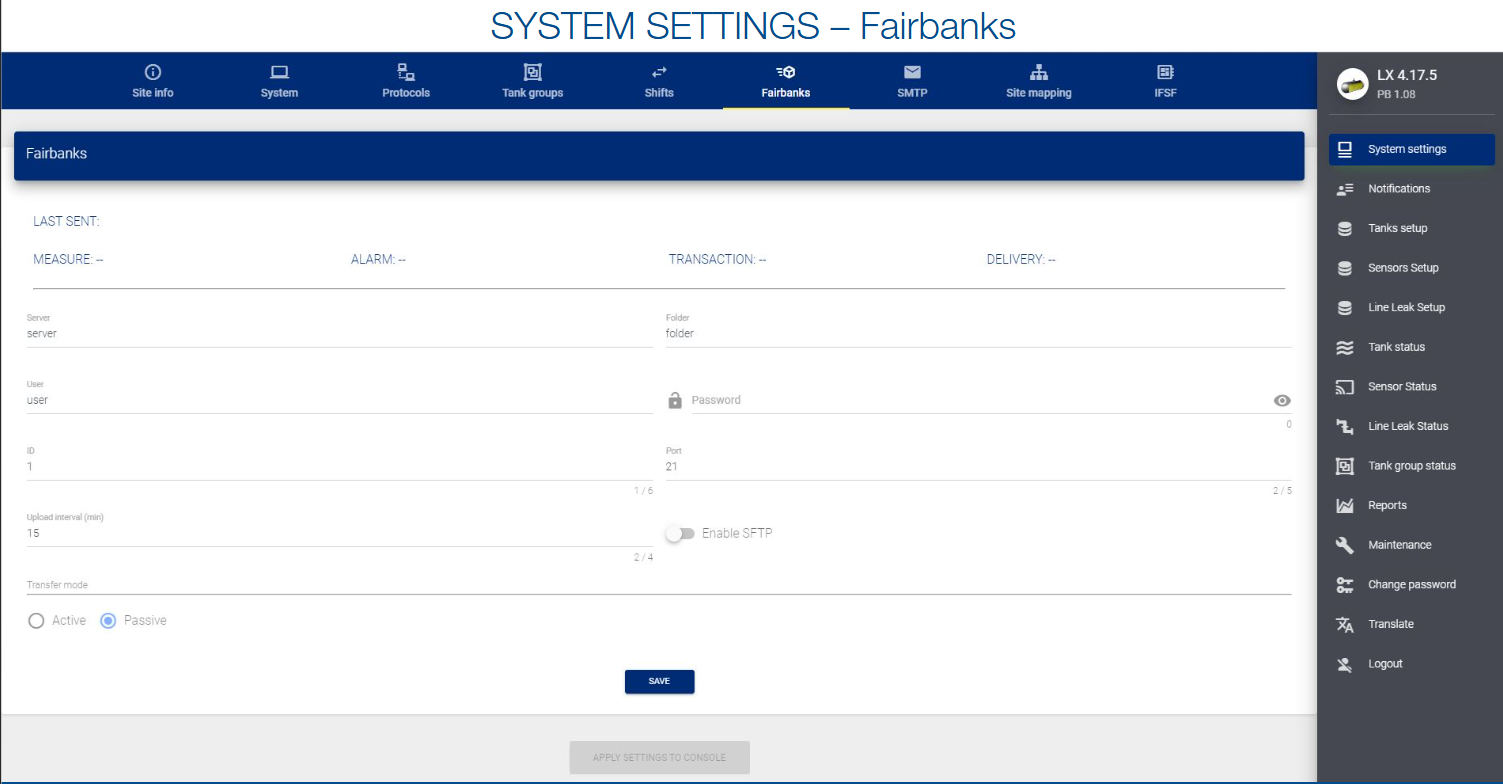 SYSTEM SETTINGS – Fairbanks
Site info
System
Protocols
Tank groups
Shifts
Fairbanks
SMTP
Site mapping
IFSF
LX 4.17.5
PB 1.08
Fairbanks
LAST SENT:
MEASURE: --
ALARM: --
TRANSACTION: --
DELIVERY: --
Server
server
Folder
folder
User
user
Password
0
ID
1
1 / 6
Port
21
2 / 5
Upload interval (min)
15
2 / 4
Enable SFTP
Transfer mode
Active
Passive
SAVE
APPLY SETTINGS TO CONSOLE
System settings
Notifications
Tanks setup
Sensors Setup
Line Leak Setup
Tank status
Sensor Status
Line Leak Status
Tank group status
Reports
Maintenance
Change password
Translate
Logout